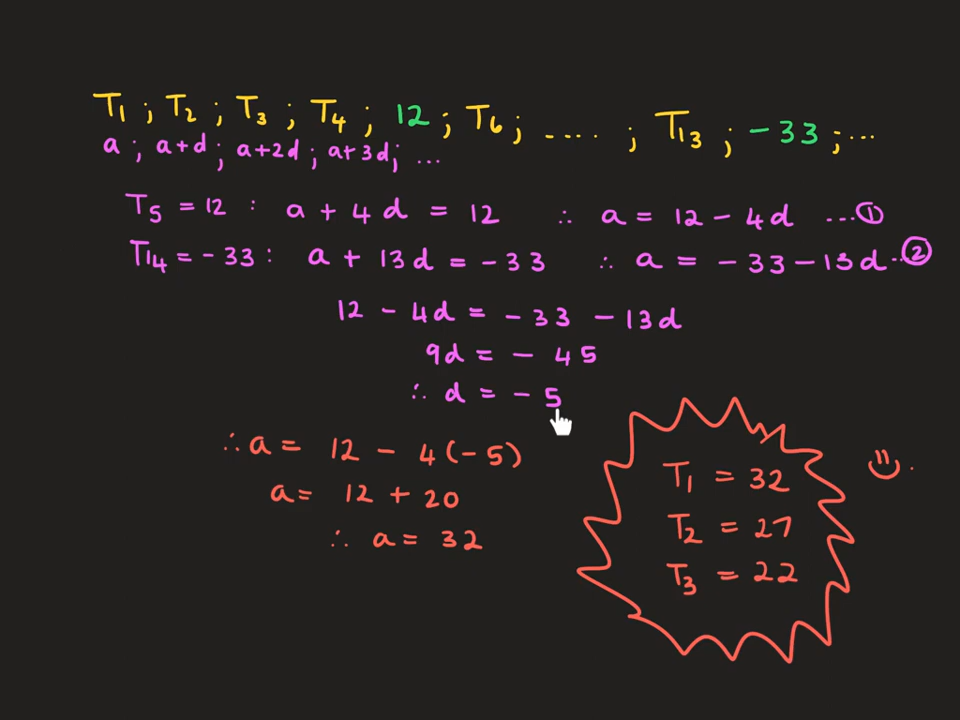 T₁ ; T₂ ; T₃ ; T₄ ; 12 ; T₆ ; .... ; T₁₃ ; -33 ; ...
a ; a+d ; a+2d ; a+3d ; ...
T₅ = 12 : a + 4d = 12 ∴ a = 12 - 4d ...①
T₁₄ = -33 : a + 13d = -33 ∴ a = -33 - 13d ..②
12 - 4d = -33 - 13d
9d = -45
∴ d = -5
∴ a = 12 - 4(-5)
a = 12 + 20
∴ a = 32
T₁ = 32
T₂ = 27
T₃ = 22